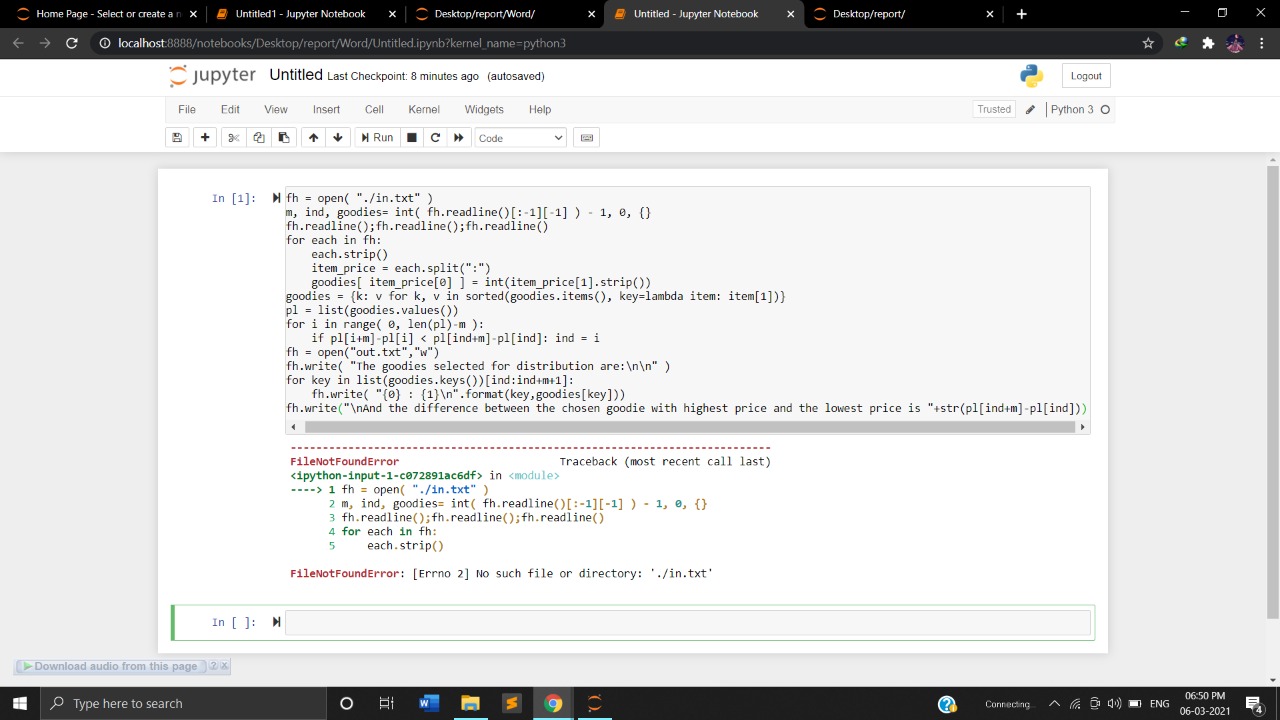 Home Page - Select or create a n
Untitled1 - Jupyter Notebook
Desktop/report/Word/
Untitled - Jupyter Notebook
Desktop/report/
localhost:8888/notebooks/Desktop/report/Word/Untitled.ipynb?kernel_name=python3
jupyter Untitled Last Checkpoint: 8 minutes ago (autosaved)
Logout
File Edit View Insert Cell Kernel Widgets Help
Trusted
Python 3
Run
Code
In [1]:
fh = open( "./in.txt" )
m, ind, goodies= int( fh.readline()[:-1][-1] ) - 1, 0, {}
fh.readline();fh.readline();fh.readline()
for each in fh:
    each.strip()
    item_price = each.split(":")
    goodies[ item_price[0] ] = int(item_price[1].strip())
goodies = {k: v for k, v in sorted(goodies.items(), key=lambda item: item[1])}
pl = list(goodies.values())
for i in range( 0, len(pl)-m ):
    if pl[i+m]-pl[i] < pl[ind+m]-pl[ind]: ind = i
fh = open("out.txt","w")
fh.write( "The goodies selected for distribution are:\n\n" )
for key in list(goodies.keys())[ind:ind+m+1]:
    fh.write( "{0} : {1}\n".format(key,goodies[key]))
fh.write("\nAnd the difference between the chosen goodie with highest price and the lowest price is "+str(pl[ind+m]-pl[ind]))
---------------------------------------------------------------------------
FileNotFoundError                         Traceback (most recent call last)
<ipython-input-1-c072891ac6df> in <module>
----> 1 fh = open( "./in.txt" )
      2 m, ind, goodies= int( fh.readline()[:-1][-1] ) - 1, 0, {}
      3 fh.readline();fh.readline();fh.readline()
      4 for each in fh:
      5     each.strip()
FileNotFoundError: [Errno 2] No such file or directory: './in.txt'
In [ ]:
Download audio from this page
Type here to search
Connecting...
ENG
06:50 PM
06-03-2021
4